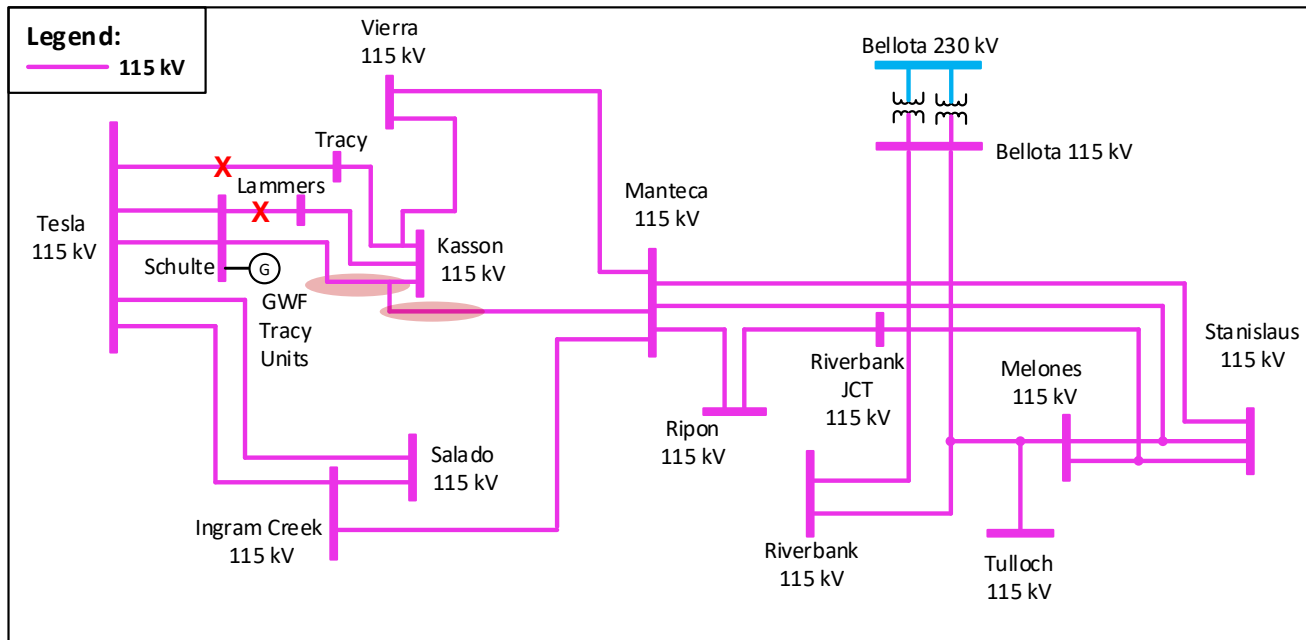 Legend:
115 kV
Vierra
115 kV
Bellota 230 kV
Tracy
Bellota 115 kV
Lammers
Manteca
115 kV
Tesla
115 kV
Kasson
115 kV
Schulte
G
GWF
Tracy
Units
X
X
Stanislaus
115 kV
Riverbank
JCT
115 kV
Melones
115 kV
Ripon
115 kV
Salado
115 kV
Ingram Creek
115 kV
Riverbank
115 kV
Tulloch
115 kV